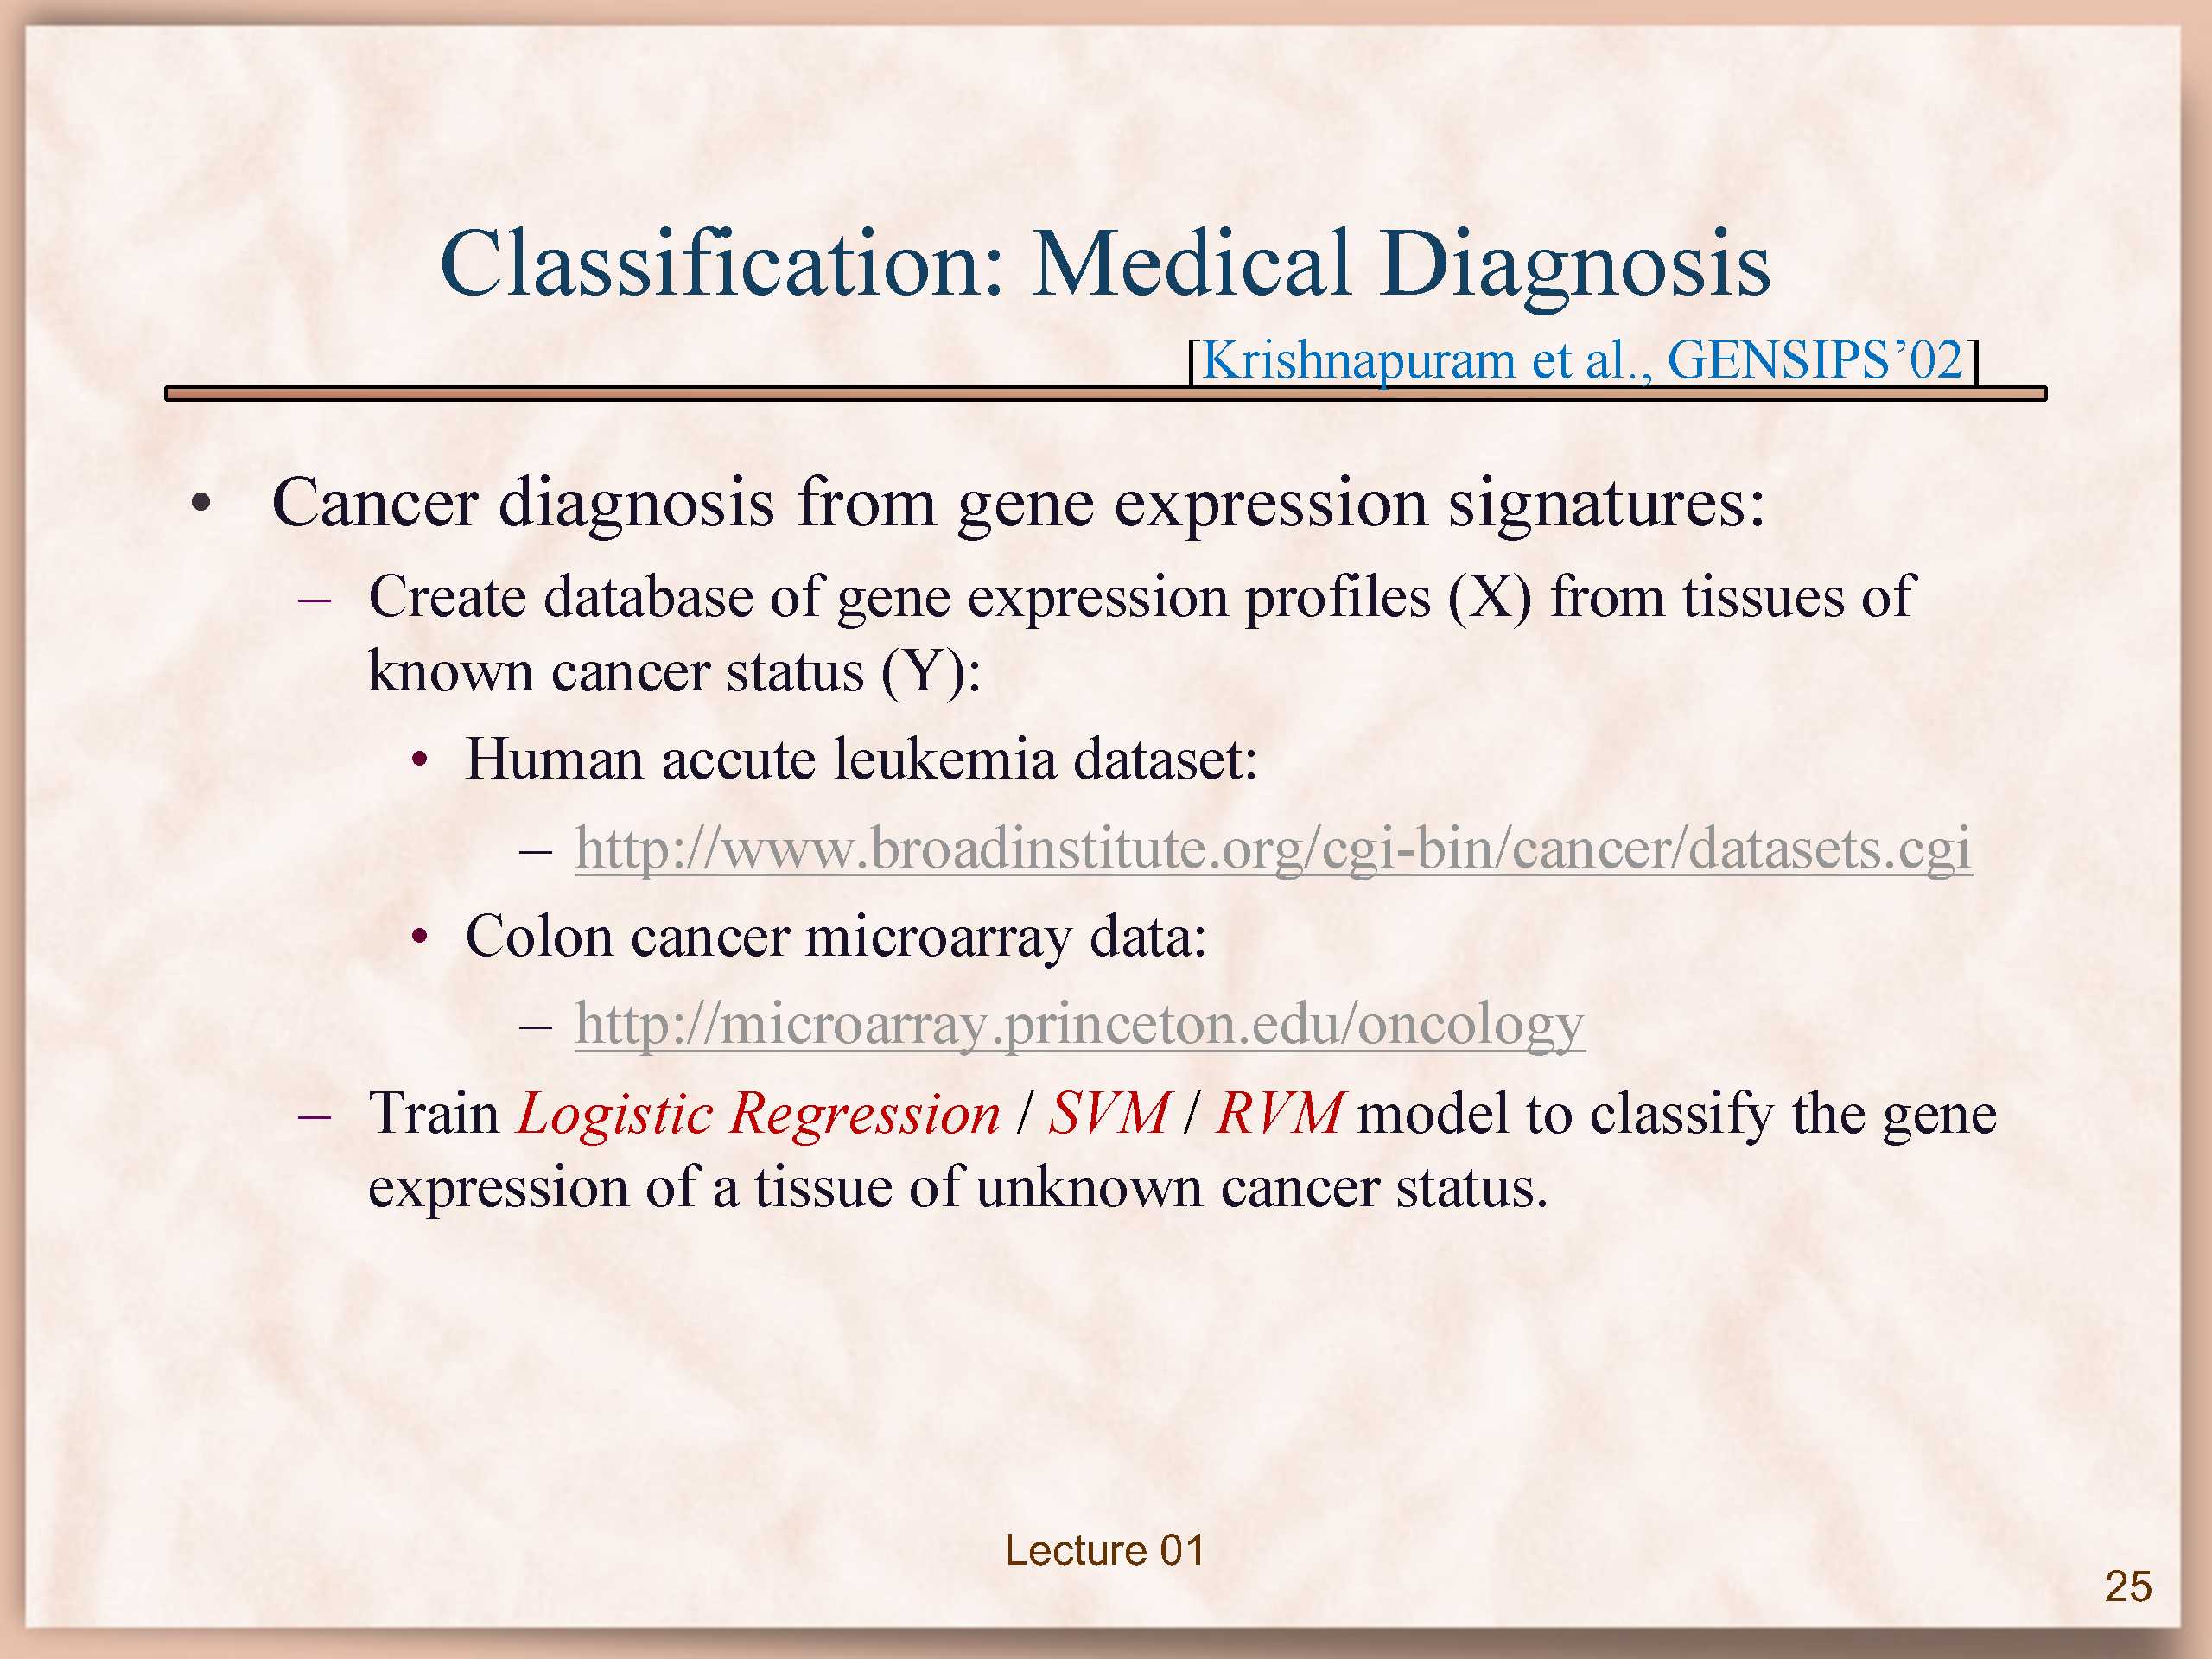 Classification: Medical Diagnosis
[Krishnapuram et al., GENSIPS’02]
• Cancer diagnosis from gene expression signatures:
– Create database of gene expression profiles (X) from tissues of
known cancer status (Y):
• Human accute leukemia dataset:
– http://www.broadinstitute.org/cgi-bin/cancer/datasets.cgi
• Colon cancer microarray data:
– http://microarray.princeton.edu/oncology
– Train Logistic Regression / SVM / RVM model to classify the gene
expression of a tissue of unknown cancer status.
Lecture 01
25